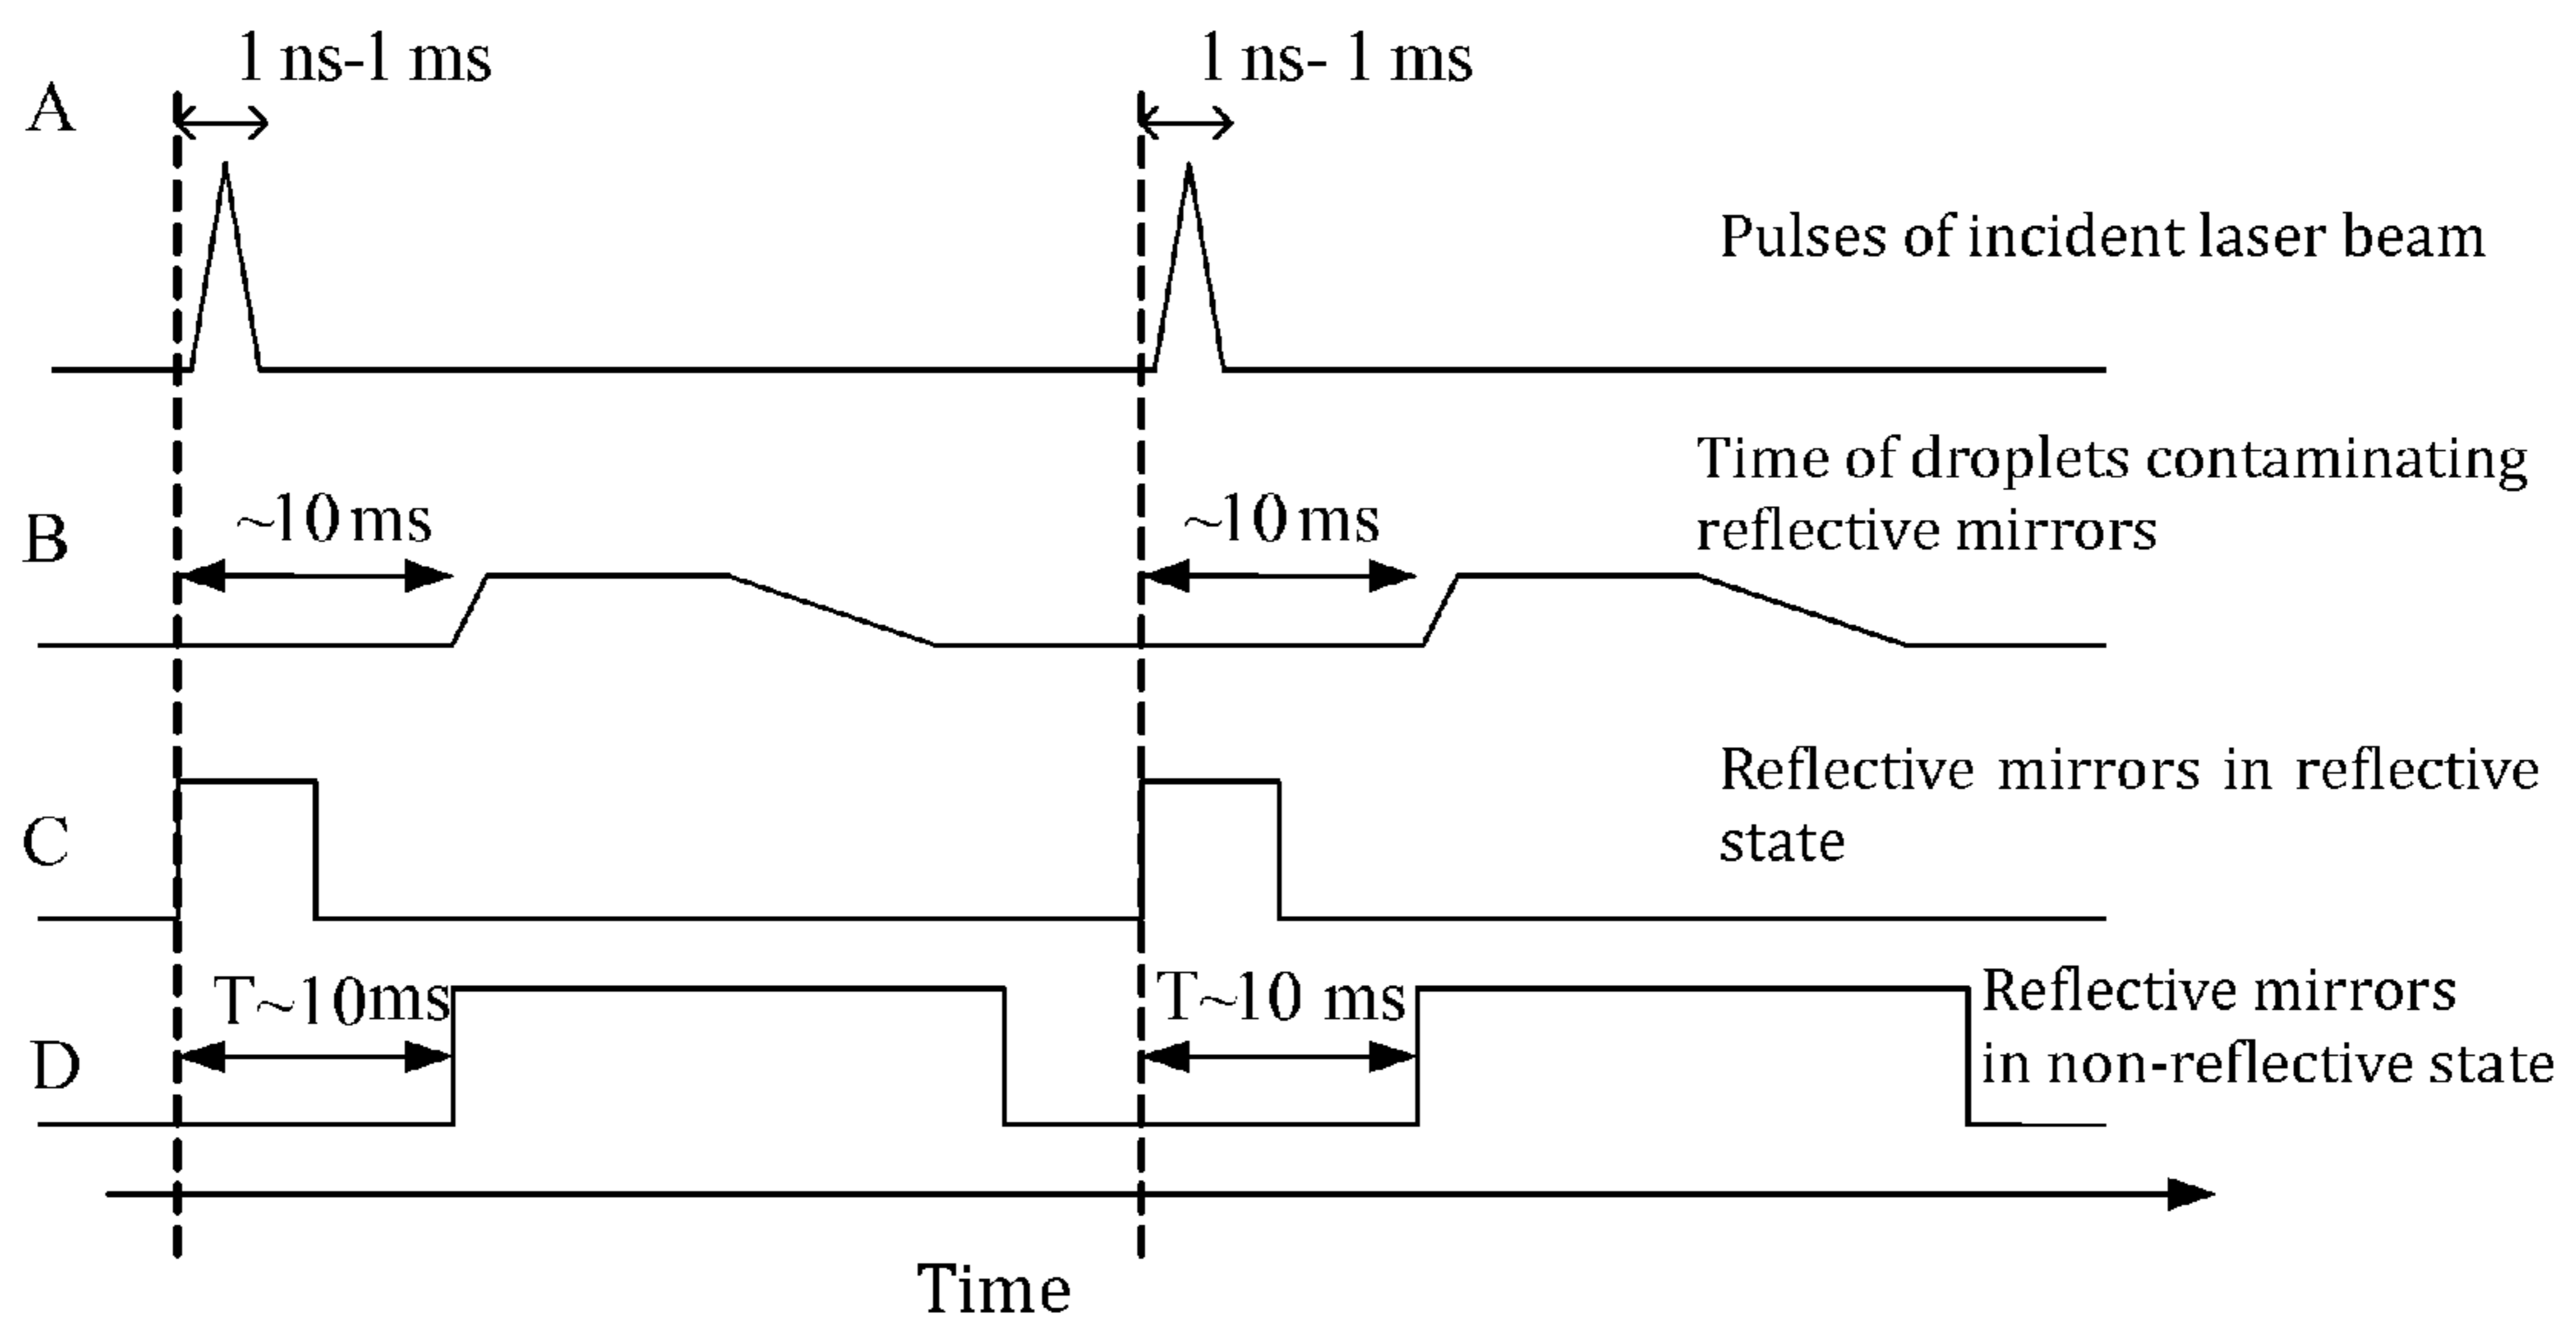 1 ns-1 ms
1 ns- 1 ms
A
Pulses of incident laser beam
Time of droplets contaminating
reflective mirrors
~10 ms
~10 ms
B
Reflective mirrors in reflective
state
C
T~10ms
T~10 ms
Reflective mirrors
in non-reflective state
D
Time